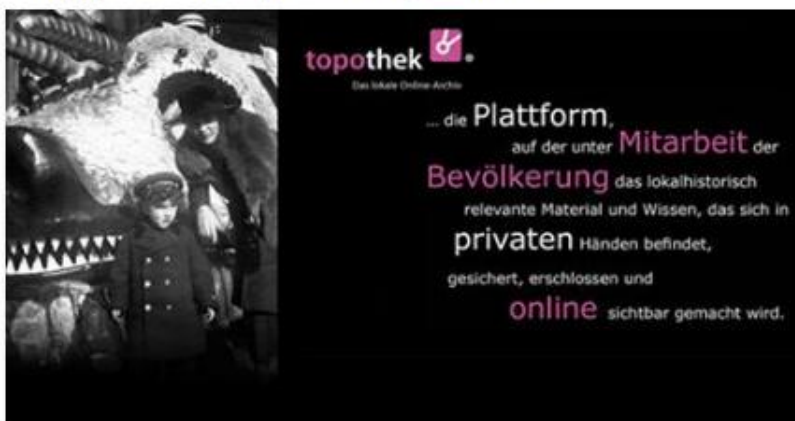 topothek®
Das lokale Online-Archiv
... die Plattform,
auf der unter Mitarbeit der
Bevölkerung das lokalhistorisch
relevante Material und Wissen, das sich in
privaten Händen befindet,
gesichert, erschlossen und
online sichtbar gemacht wird.